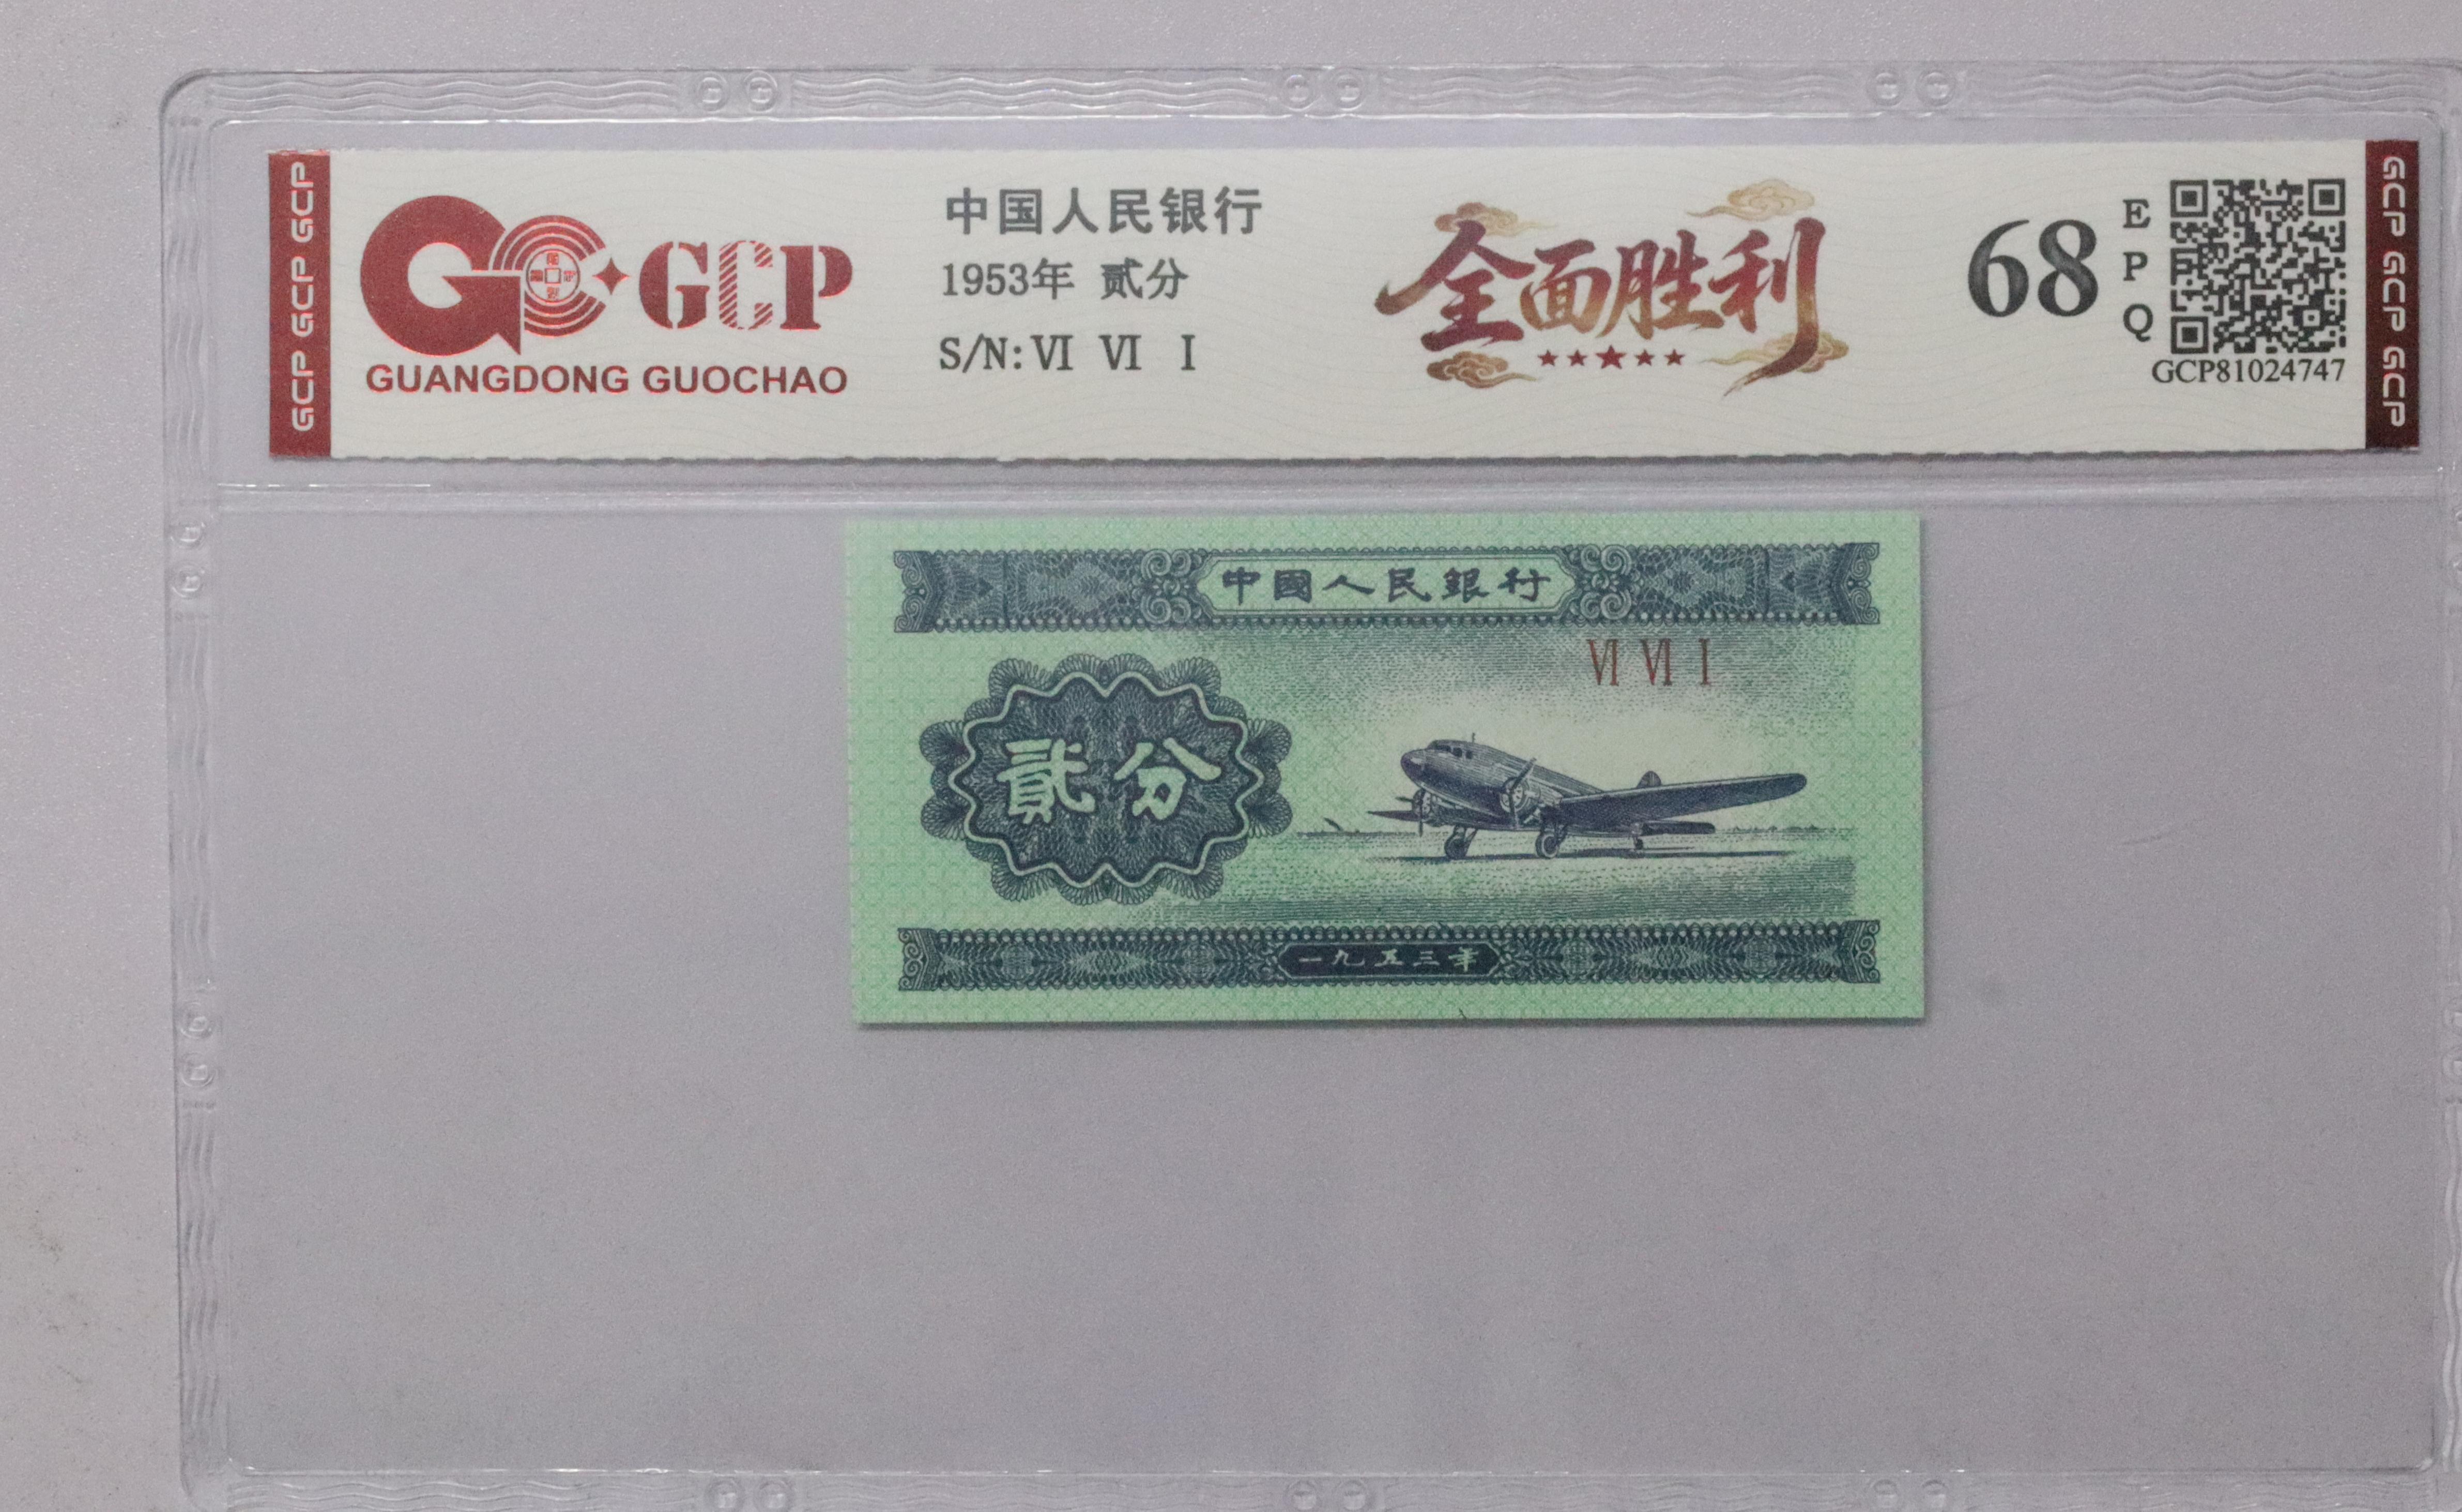 GCP GCP GCP
GCP
GUANGDONG GUOCHAO
中国人民银行
1953年 贰分
S/N: VI VI I
全面胜利
68
EPQ
GCP81024747
GCP GCP GCP
中國人民銀行
VI VI I
貳分
一九五三年